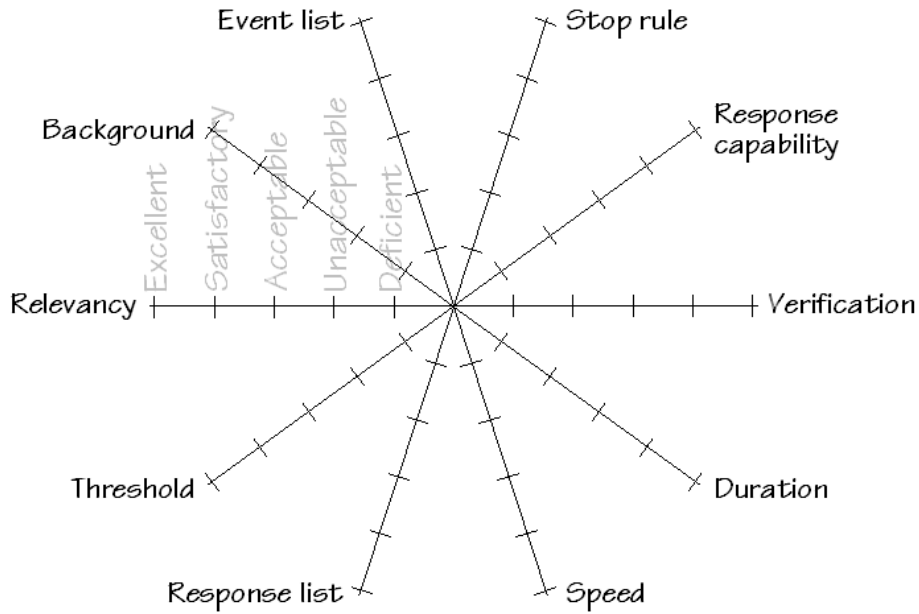 Event list
Stop rule
Background
Response
capability
Excellent
Satisfactory
Acceptable
Unacceptable
Deficient
Relevancy
Verification
Threshold
Duration
Response list
Speed